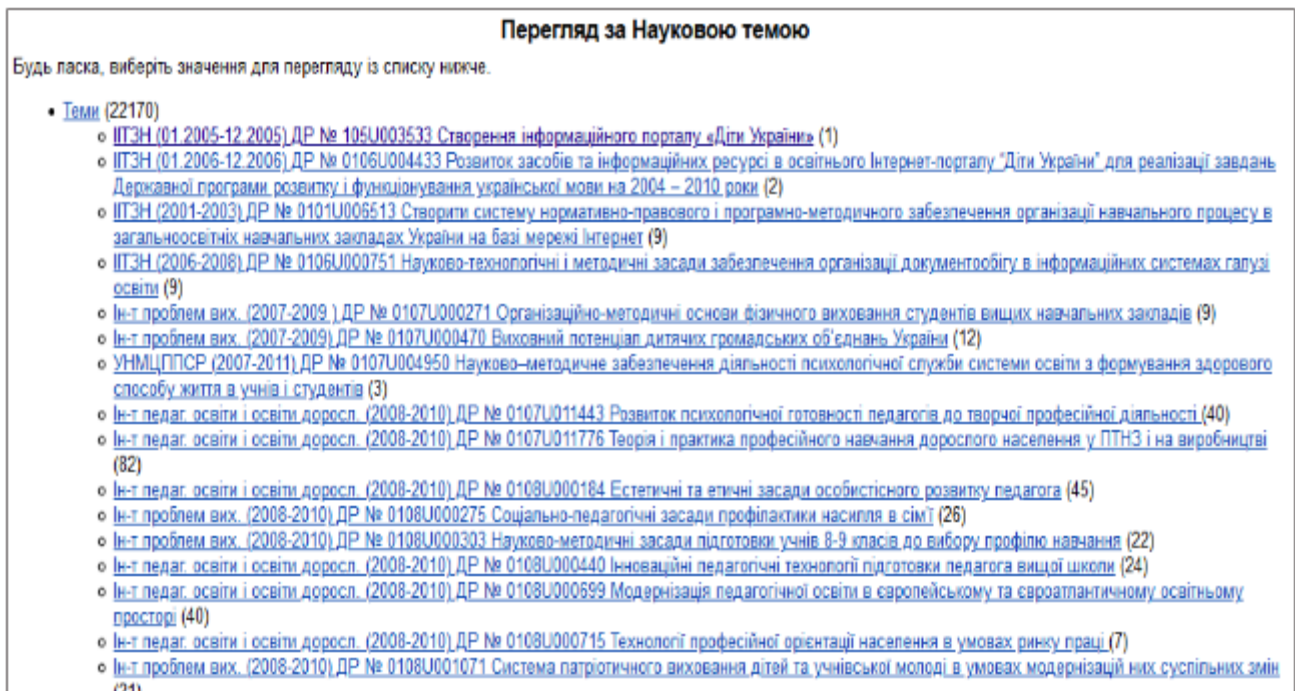 Перегляд за Науковою темою
Будь ласка, виберіть значення для перегляду із списку нижче.
Теми (22170)
ІІТЗН (01.2005-12.2005) ДР № 105U003533 Створення інформаційного порталу «Діти України» (1)
ІІТЗН (01.2006-12.2006) ДР № 0106U004433 Розвиток засобів та інформаційних ресурсі в освітнього Інтернет-порталу "Діти України" для реалізації завдань
Державної програми розвитку і функціонування української мови на 2004 – 2010 роки (2)
ІІТЗН (2001-2003) ДР № 0101U006513 Створити систему нормативно-правового і програмно-методичного забезпечення організації навчального процесу в
загальноосвітніх навчальних закладах України на базі мережі Інтернет (9)
ІІТЗН (2006-2008) ДР № 0106U000751 Науково-технологічні і методичні засади забезпечення організації документообігу в інформаційних системах галузі
освіти (9)
Ін-т проблем вих. (2007-2009 ) ДР № 0107U000271 Організаційно-методичні основи фізичного виховання студентів вищих навчальних закладів (9)
Ін-т проблем вих. (2007-2009) ДР № 0107U000470 Виховний потенціал дитячих громадських об'єднань України (12)
УНМЦППСР (2007-2011) ДР № 0107U004950 Науково–методичне забезпечення діяльності психологічної служби системи освіти з формування здорового
способу життя в учнів і студентів (3)
Ін-т педаг. освіти і освіти доросл. (2008-2010) ДР № 0107U011443 Розвиток психологічної готовності педагогів до творчої професійної діяльності (40)
Ін-т педаг. освіти і освіти доросл. (2008-2010) ДР № 0107U011776 Теорія і практика професійного навчання дорослого населення у ПТНЗ і на виробництві
(82)
Ін-т педаг. освіти і освіти доросл. (2008-2010) ДР № 0108U000184 Естетичні та етичні засади особистісного розвитку педагога (45)
Ін-т проблем вих. (2008-2010) ДР № 0108U000275 Соціально-педагогічні засади профілактики насилля в сім'ї (26)
Ін-т проблем вих. (2008-2010) ДР № 0108U000303 Науково-методичні засади підготовки учнів 8-9 класів до вибору профілю навчання (22)
Ін-т педаг. освіти і освіти доросл. (2008-2010) ДР № 0108U000440 Інноваційні педагогічні технології підготовки педагога вищої школи (24)
Ін-т педаг. освіти і освіти доросл. (2008-2010) ДР № 0108U000699 Модернізація педагогічної освіти в європейському та євроатлантичному освітньому
просторі (40)
Ін-т педаг. освіти і освіти доросл. (2008-2010) ДР № 0108U000715 Технології професійної орієнтації населення в умовах ринку праці (7)
Ін-т проблем вих. (2008-2010) ДР № 0108U001071 Система патріотичного виховання дітей та учнівської молоді в умовах модернізацій них суспільних змін